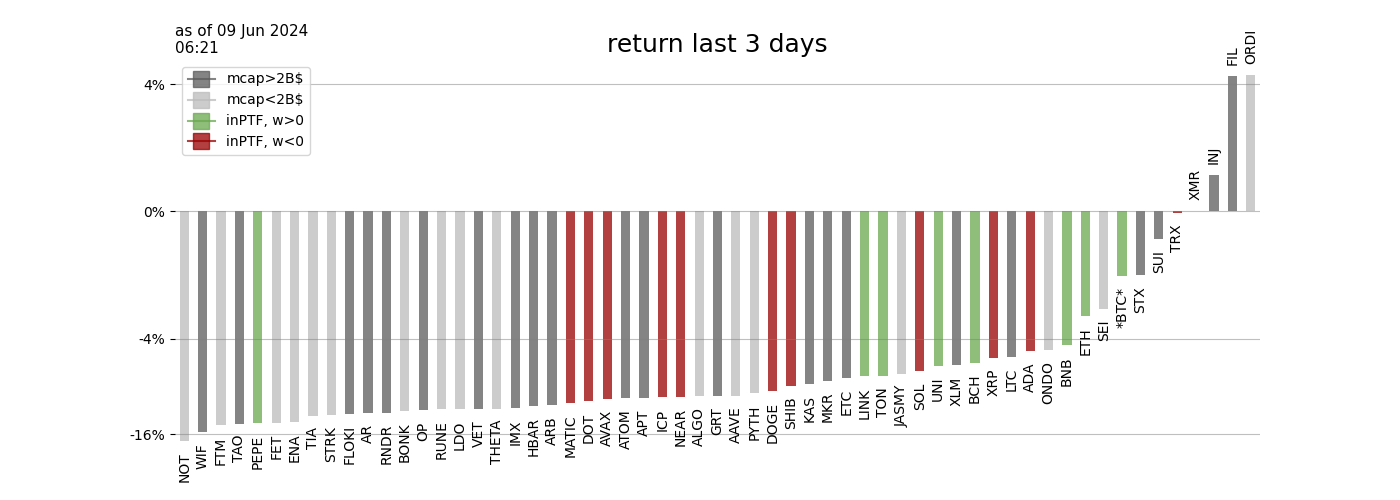 as of 09 Jun 2024
06:21
return last 3 days
mcap>2B$
mcap<2B$
inPTF, w>0
inPTF, w<0
4%
0%
-4%
-16%
NOT
WIF
FTM
TAO
PEPE
FET
ENA
TIA
STRK
FLOKI
AR
RNDR
BONK
OP
RUNE
LDO
VET
THETA
IMX
HBAR
ARB
MATIC
DOT
AVAX
ATOM
APT
ICP
NEAR
ALGO
GRT
AAVE
PYTH
DOGE
SHIB
KAS
MKR
ETC
LINK
TON
JASMY
SOL
UNI
XLM
BCH
XRP
LTC
ADA
ONDO
BNB
ETH
SEI
*BTC*
STX
SUI
TRX
XMR
INJ
FIL
ORDI